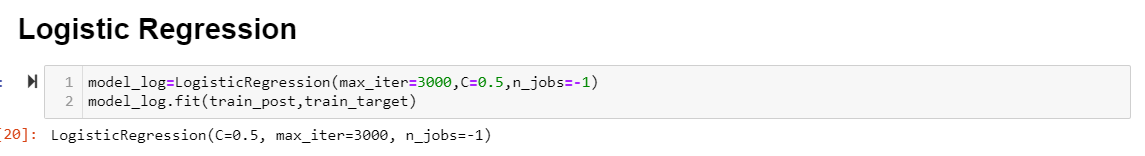 Logistic Regression
1 model_log=LogisticRegression(max_iter=3000,C=0.5,n_jobs=-1)
2 model_log.fit(train_post,train_target)
[20]: LogisticRegression(C=0.5, max_iter=3000, n_jobs=-1)